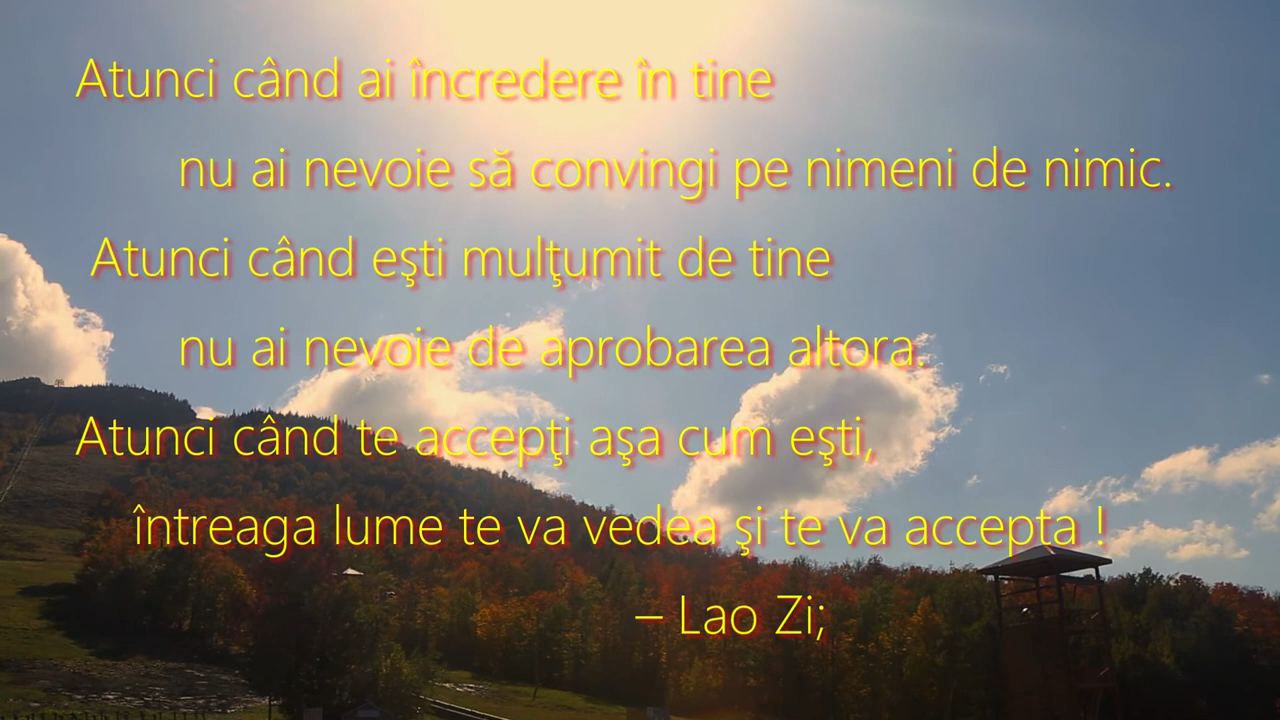 Atunci când ai încredere în tine
nu ai nevoie să convingi pe nimeni de nimic.
Atunci când eşti mulţumit de tine
nu ai nevoie de aprobarea altora.
Atunci când te accepţi aşa cum eşti,
întreaga lume te va vedea şi te va accepta !
– Lao Zi;